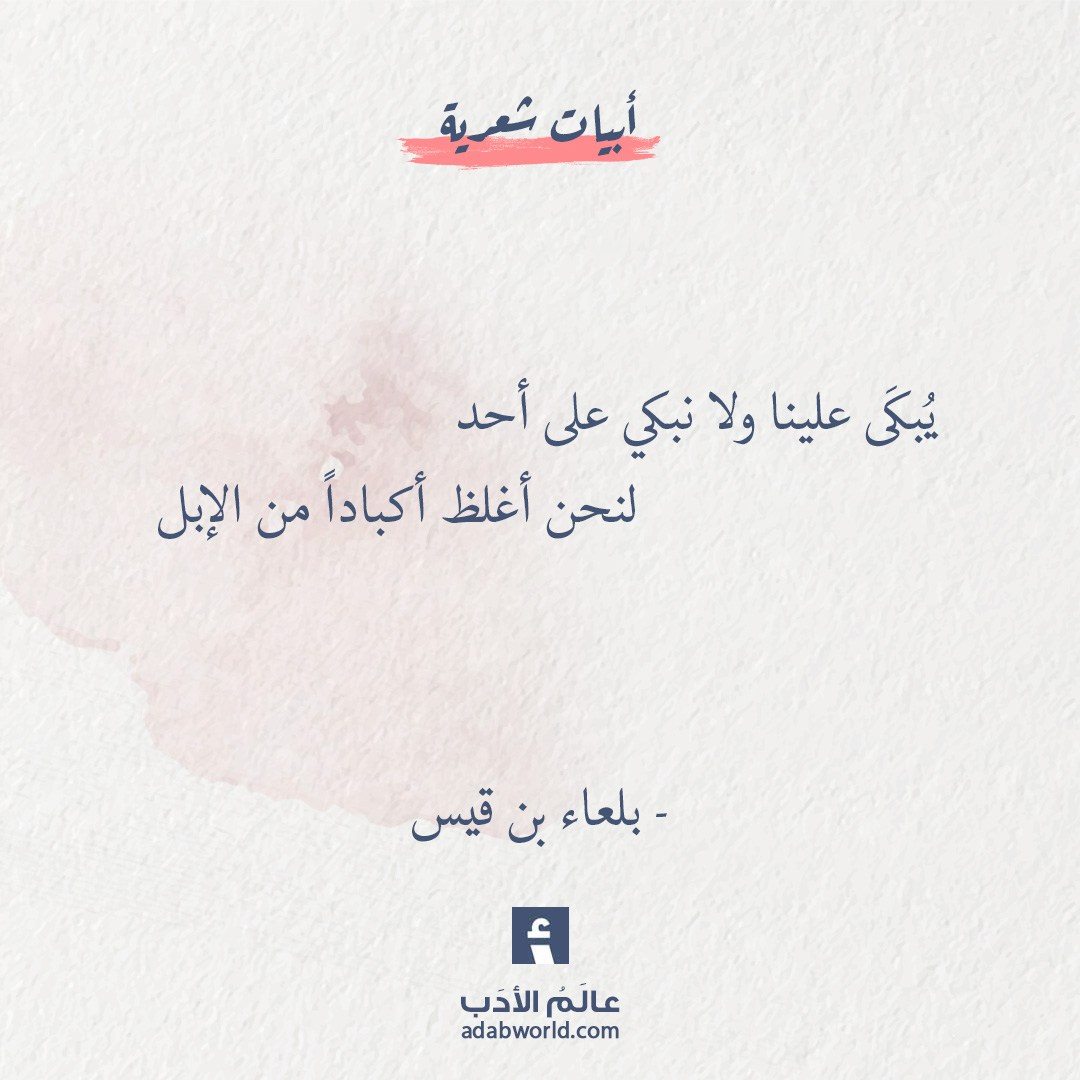 أبيات شعرية
يُبكَى علينا ولا نبكي على أحد
لنحن أغلظ أكباداً من الإبل
- بلعاء بن قيس
أ
عالَمُ الأدَب
adabworld.com